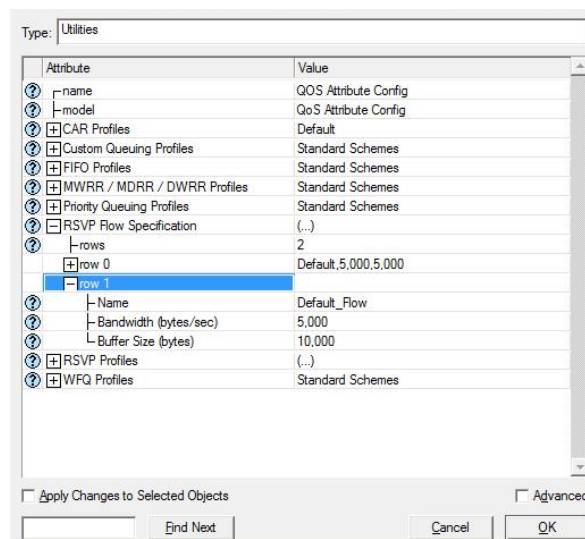 Type: Utilities
Attribute Value
name QOS Attribute Config
model QoS Attribute Config
CAR Profiles Default
Custom Queuing Profiles Standard Schemes
FIFO Profiles Standard Schemes
MWRR / MDRR / DWRR Profiles Standard Schemes
Priority Queuing Profiles Standard Schemes
RSVP Flow Specification (...)
rows 2
row 0 Default,5,000,5,000
row 1
Name Default_Flow
Bandwidth (bytes/sec) 5,000
Buffer Size (bytes) 10,000
RSVP Profiles (...)
WFQ Profiles Standard Schemes
Apply Changes to Selected Objects Advanced
Find Next Cancel OK